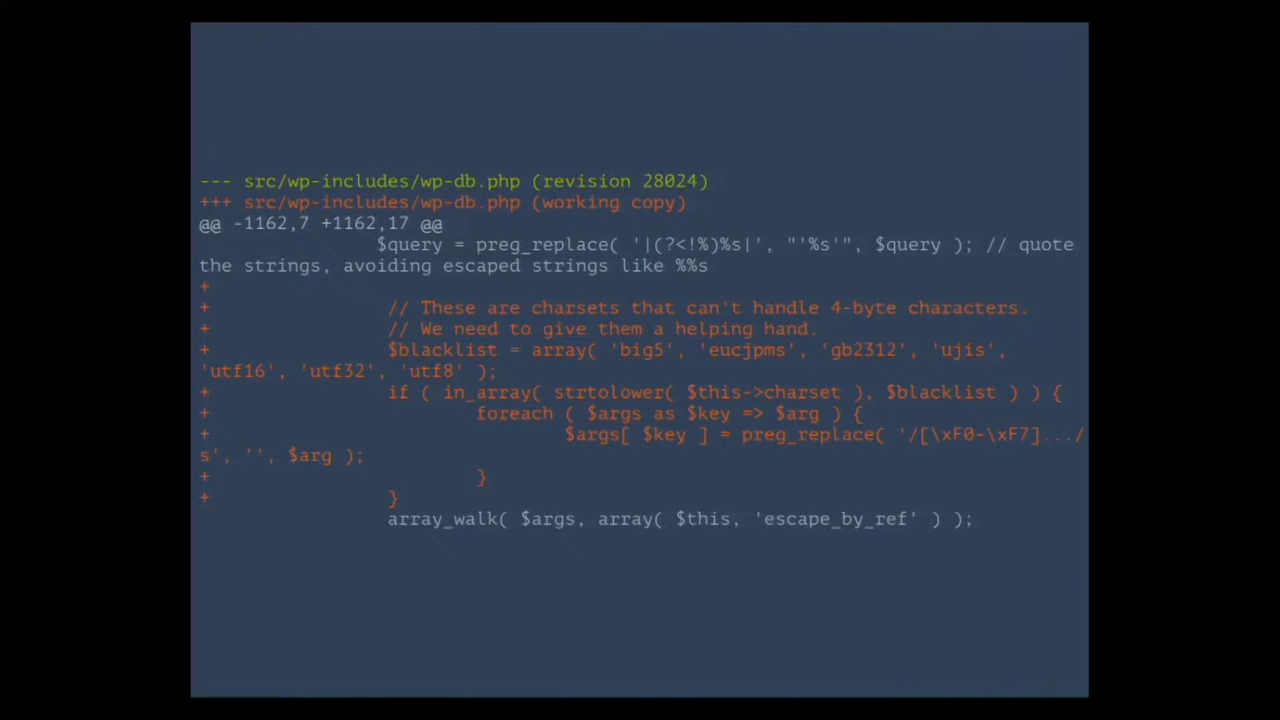 --- src/wp-includes/wp-db.php (revision 28024)
+++ src/wp-includes/wp-db.php (working copy)
@@ -1162,7 +1162,17 @@
$query = preg_replace( '|(?<!%)%s|', "'%s'", $query ); // quote
the strings, avoiding escaped strings like %%s
+
+ // These are charsets that can't handle 4-byte characters.
+ // We need to give them a helping hand.
+ $blacklist = array( 'big5', 'eucjpms', 'gb2312', 'ujis',
'utf16', 'utf32', 'utf8' );
+ if ( in_array( strtolower( $this->charset ), $blacklist ) ) {
+ foreach ( $args as $key => $arg ) {
+ $args[ $key ] = preg_replace( '/[\xF0-\xF7].../
s', '', $arg );
+ }
+ }
array_walk( $args, array( $this, 'escape_by_ref' ) );